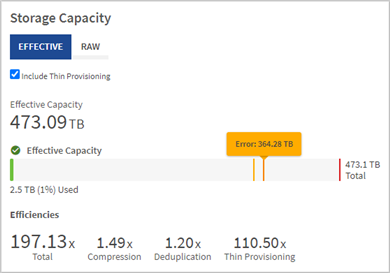 Storage Capacity
EFFECTIVE RAW
Include Thin Provisioning
Effective Capacity
473.09 TB
Error: 364.28 TB
Effective Capacity
473.1 TB
Total
2.5 TB (1%) Used
Efficiencies
197.13x 1.49x 1.20x 110.50x
Total Compression Deduplication Thin Provisioning